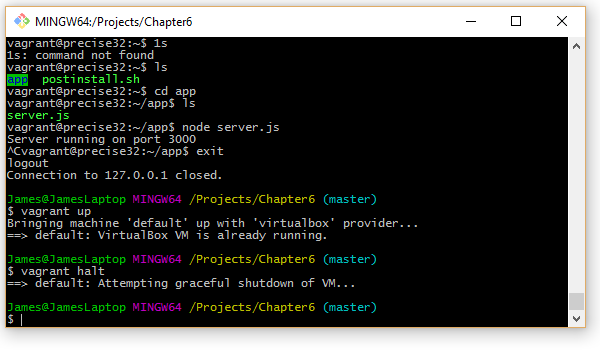 MINGW64:/Projects/Chapter6
vagrant@precise32:~$ 1s
1s: command not found
vagrant@precise32:~$ ls
app  postinstall.sh
vagrant@precise32:~$ cd app
vagrant@precise32:~/app$ ls
server.js
vagrant@precise32:~/app$ node server.js
Server running on port 3000
^Cvagrant@precise32:~/app$ exit
logout
Connection to 127.0.0.1 closed.
James@JamesLaptop MINGW64 /Projects/Chapter6 (master)
$ vagrant up
Bringing machine 'default' up with 'virtualbox' provider...
==> default: VirtualBox VM is already running.
James@JamesLaptop MINGW64 /Projects/Chapter6 (master)
$ vagrant halt
==> default: Attempting graceful shutdown of VM...
James@JamesLaptop MINGW64 /Projects/Chapter6 (master)
$